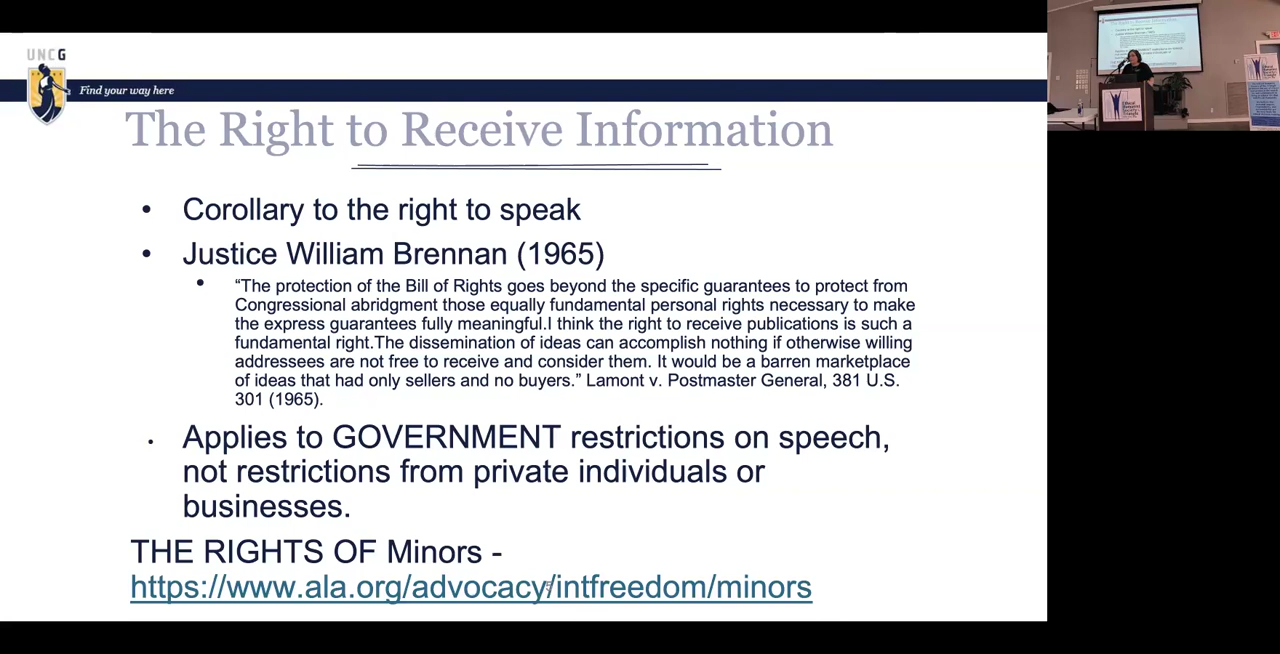 UNCG
Find your way here
The Right to Receive Information
• Corollary to the right to speak
• Justice William Brennan (1965)
• “The protection of the Bill of Rights goes beyond the specific guarantees to protect from
Congressional abridgment those equally fundamental personal rights necessary to make
the express guarantees fully meaningful.I think the right to receive publications is such a
fundamental right.The dissemination of ideas can accomplish nothing if otherwise willing
addressees are not free to receive and consider them. It would be a barren marketplace
of ideas that had only sellers and no buyers.” Lamont v. Postmaster General, 381 U.S.
301 (1965).
• Applies to GOVERNMENT restrictions on speech,
not restrictions from private individuals or
businesses.
THE RIGHTS OF Minors -
https://www.ala.org/advocacy/intfreedom/minors